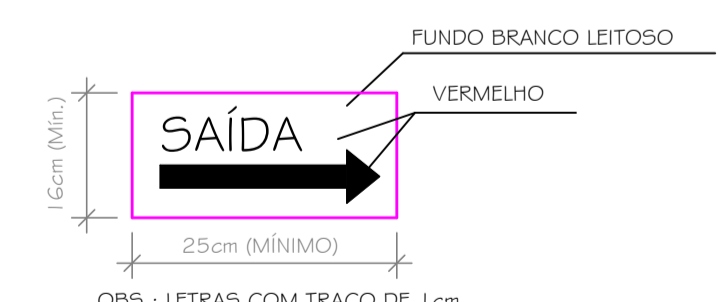 FUNDO BRANCO LEITOSO
VERMELHO
SAÍDA
16cm (Mín.)
25cm (MÍNIMO)
OBS.: LETRAS COM TRAÇO DE 1cm